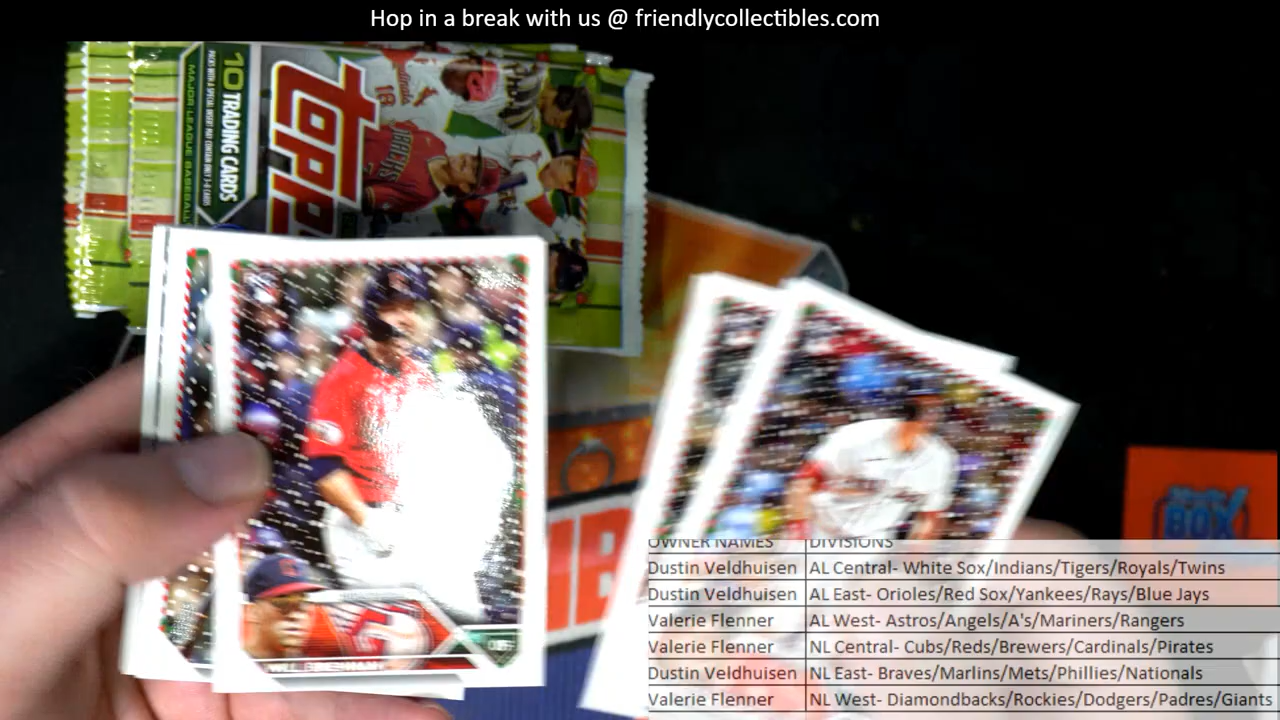 Hop in a break with us @ friendlycollectibles.com
10 TRADING CARDS
MAJOR LEAGUE BASEBALL
topps
Cardinals
18
BOX
OWNER NAMES DIVISIONS
Dustin Veldhuisen AL Central- White Sox/Indians/Tigers/Royals/Twins
Dustin Veldhuisen AL East- Orioles/Red Sox/Yankees/Rays/Blue Jays
Valerie Flenner AL West- Astros/Angels/A's/Mariners/Rangers
Valerie Flenner NL Central- Cubs/Reds/Brewers/Cardinals/Pirates
Dustin Veldhuisen NL East- Braves/Marlins/Mets/Phillies/Nationals
Valerie Flenner NL West- Diamondbacks/Rockies/Dodgers/Padres/Giants